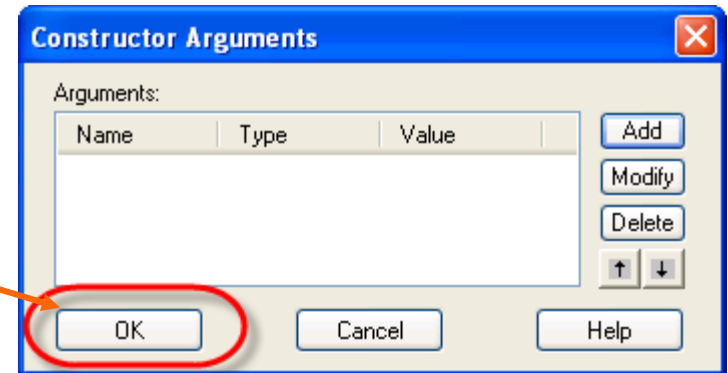 Constructor Arguments
Arguments:
Name Type Value
Add
Modify
Delete
OK Cancel Help